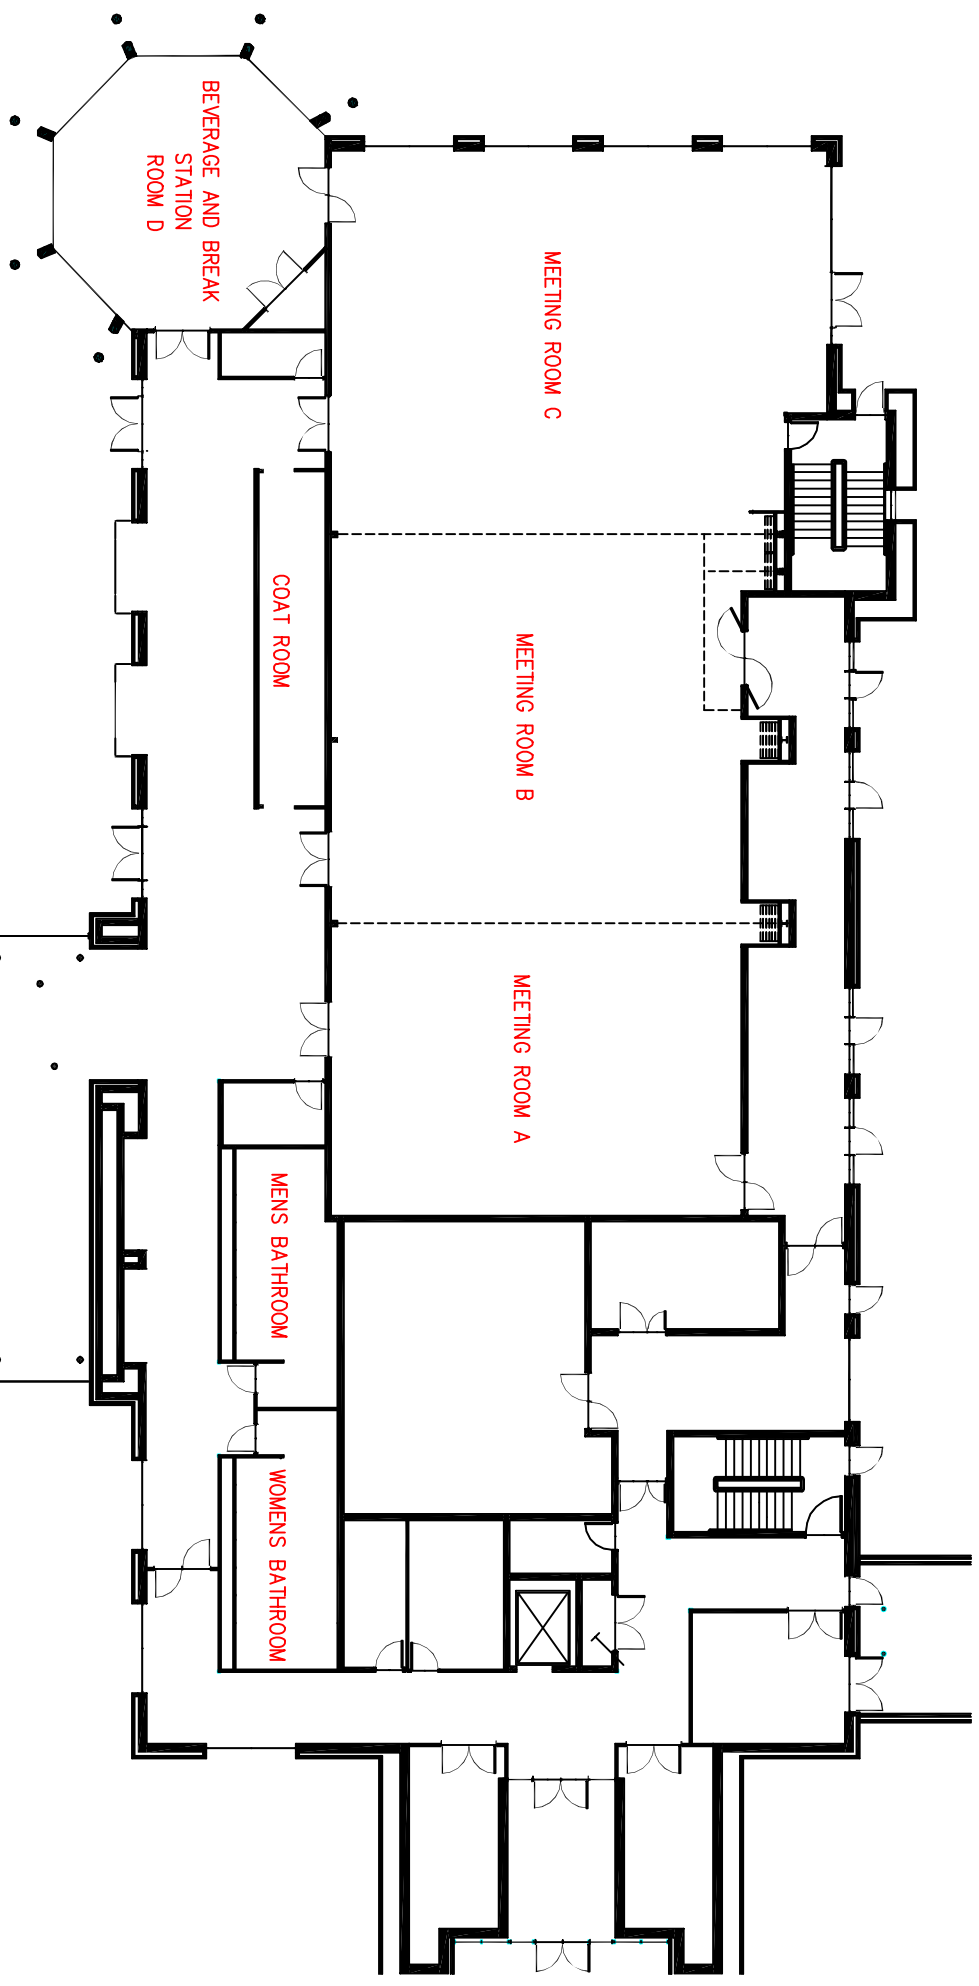 BEVERAGE AND BREAK
STATION
ROOM D
MEETING ROOM C
COAT ROOM
MEETING ROOM B
MEETING ROOM A
MENS BATHROOM
WOMENS BATHROOM